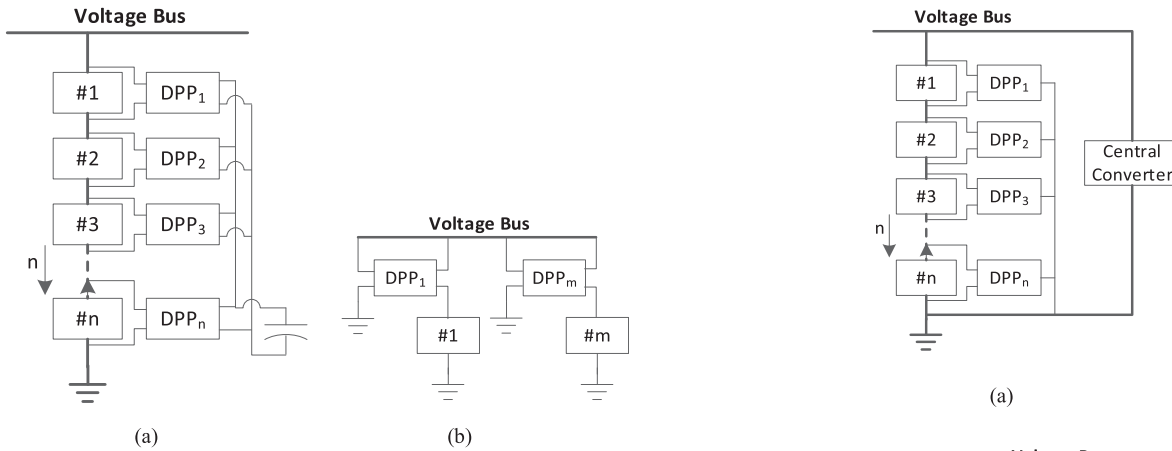 Voltage Bus
#1
DPP1
#2
DPP2
#3
DPP3
n
#n
DPPn
(a)
Voltage Bus
DPP1
DPPm
#1
#m
(b)
Voltage Bus
#1
DPP1
#2
DPP2
#3
DPP3
n
#n
DPPn
Central
Converter
(a)